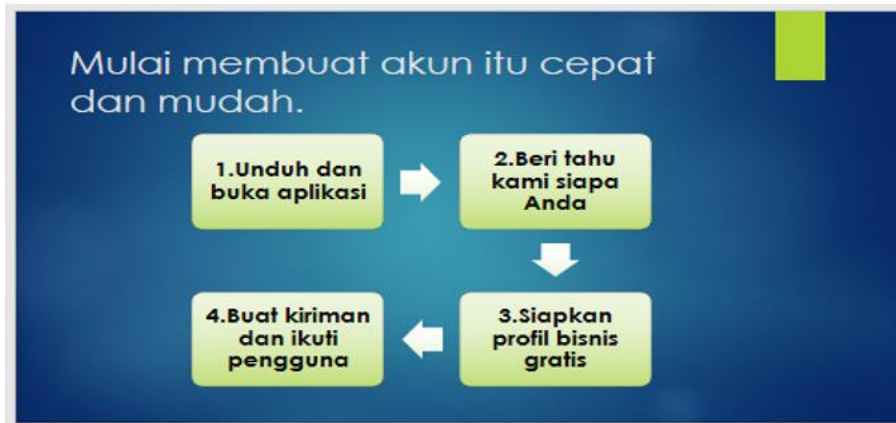 Mulai membuat akun itu cepat
dan mudah.
1.Unduh dan
buka aplikasi
2.Beri tahu
kami siapa
Anda
3.Siapkan
profil bisnis
gratis
4.Buat kiriman
dan ikuti
pengguna